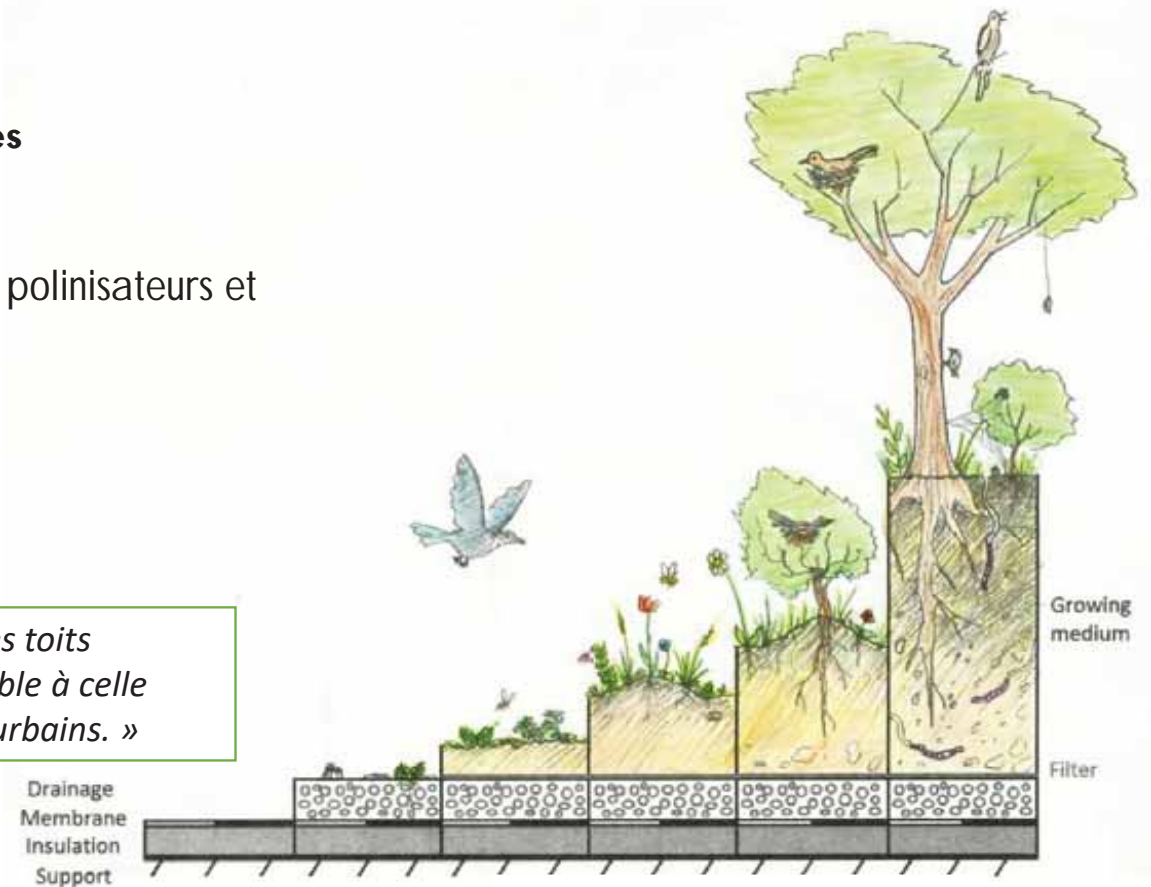 es
polinisateurs et
s toits
ble à celle
urbains. »
Growing
medium
Filter
Drainage
Membrane
Insulation
Support